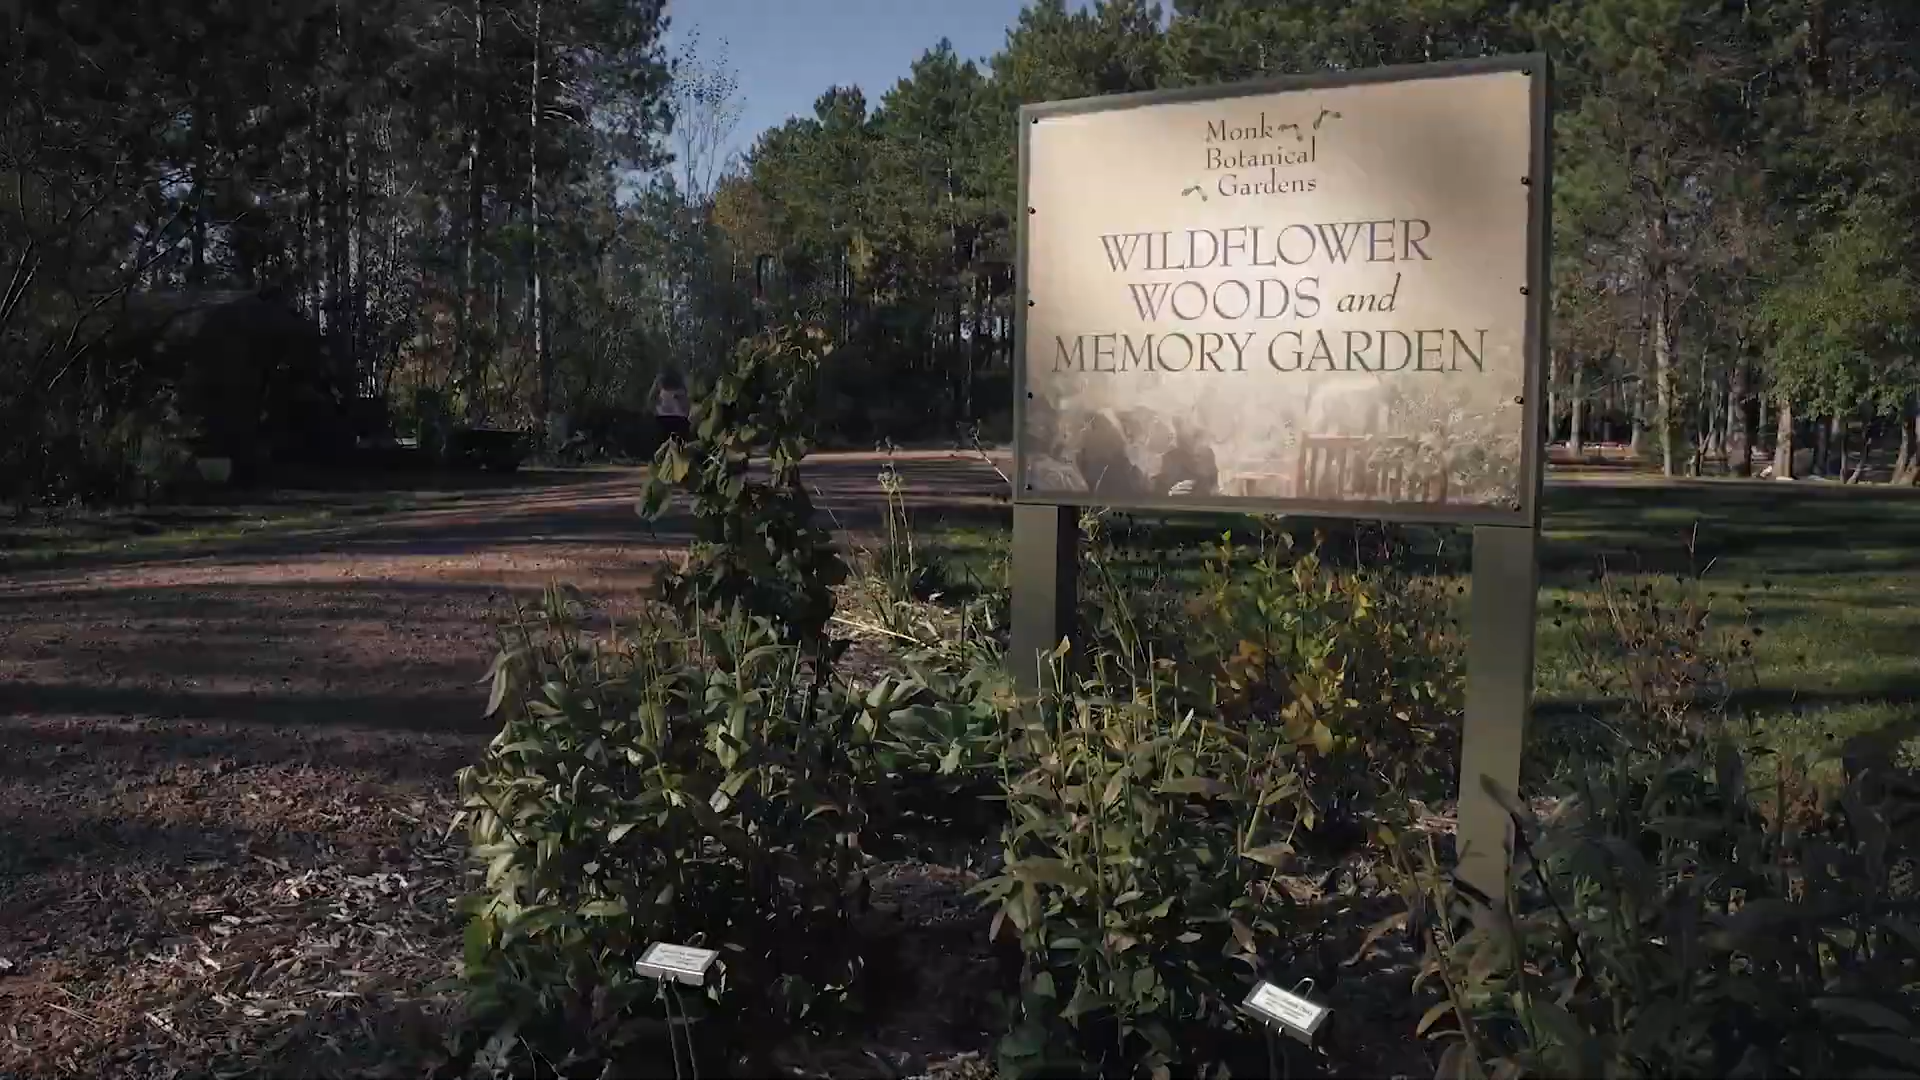 Monk
Botanical
Gardens
WILDFLOWER
WOODS and
MEMORY GARDEN